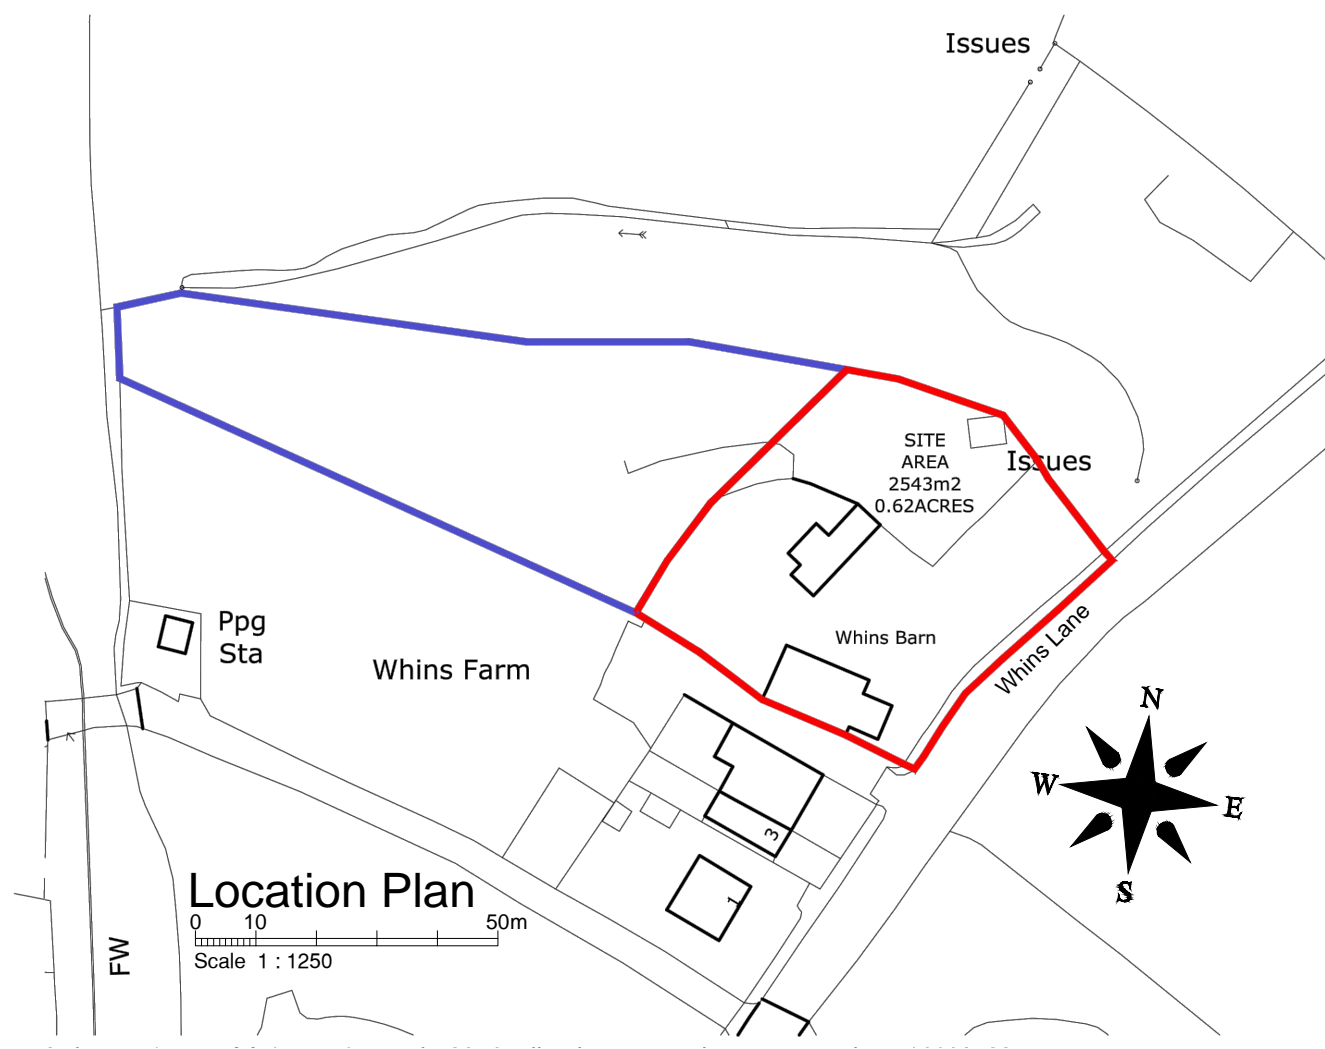 Issues
SITE
AREA
2543m2
0.62ACRES
Issues
Ppg
Sta
Whins Farm
Whins Barn
Whins Lane
N
W
E
S
3
1
Location Plan
0 10 50m
Scale 1 : 1250
FW